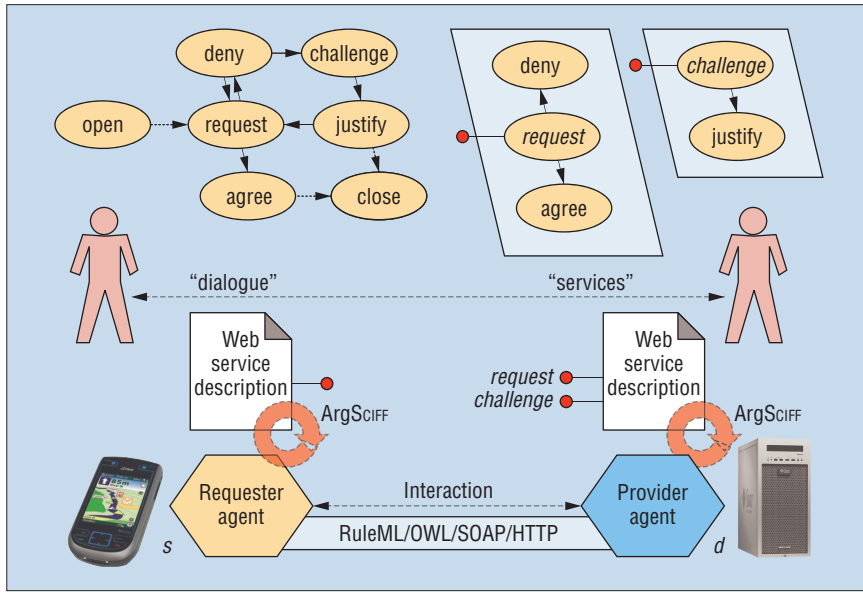 deny
challenge
open
request
justify
agree
close
deny
request
agree
challenge
justify
"dialogue"
"services"
Web
service
description
ArgSCIFF
request
challenge
Web
service
description
ArgSCIFF
Requester
agent
Interaction
Provider
agent
RuleML/OWL/SOAP/HTTP
s
d
85m